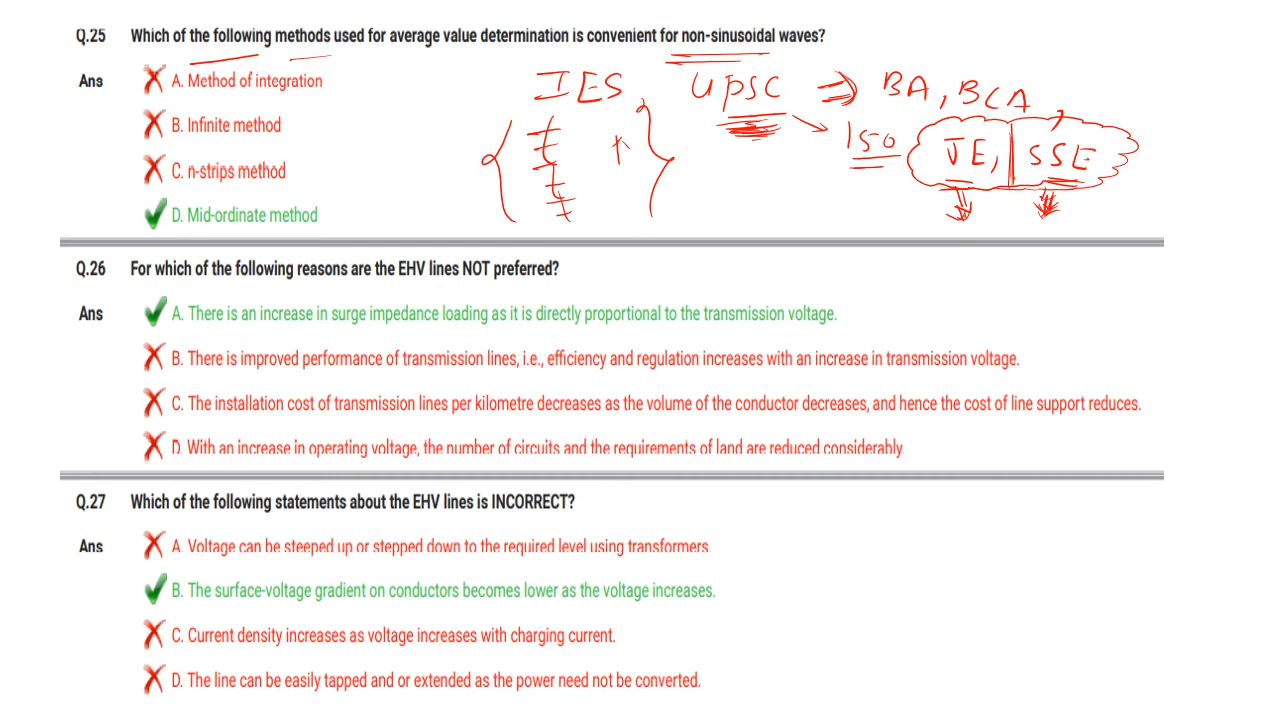 Q.25 Which of the following methods used for average value determination is convenient for non-sinusoidal waves?
Ans A. Method of integration
B. Infinite method
C. n-strips method
D. Mid-ordinate method
IES, UPSC ⇒ BA, BCA,
150 JE, SSE
Q.26 For which of the following reasons are the EHV lines NOT preferred?
Ans A. There is an increase in surge impedance loading as it is directly proportional to the transmission voltage.
B. There is improved performance of transmission lines, i.e., efficiency and regulation increases with an increase in transmission voltage.
C. The installation cost of transmission lines per kilometre decreases as the volume of the conductor decreases, and hence the cost of line support reduces.
D. With an increase in operating voltage, the number of circuits and the requirements of land are reduced considerably.
Q.27 Which of the following statements about the EHV lines is INCORRECT?
Ans A. Voltage can be steeped up or stepped down to the required level using transformers.
B. The surface-voltage gradient on conductors becomes lower as the voltage increases.
C. Current density increases as voltage increases with charging current.
D. The line can be easily tapped and or extended as the power need not be converted.